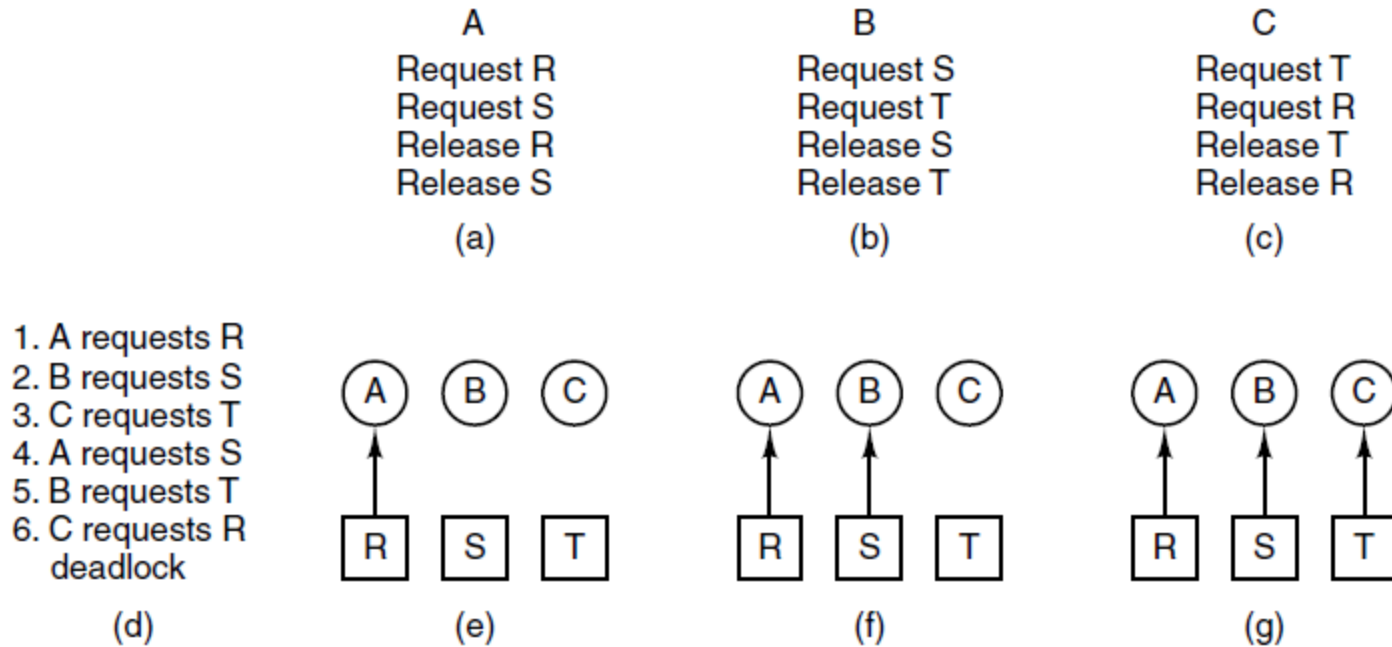 A
Request R
Request S
Release R
Release S
(a)
B
Request S
Request T
Release S
Release T
(b)
C
Request T
Request R
Release T
Release R
(c)
1. A requests R
2. B requests S
3. C requests T
4. A requests S
5. B requests T
6. C requests R
deadlock
(d)
A B C
R S T
(e)
A B C
R S T
(f)
A B C
R S T
(g)